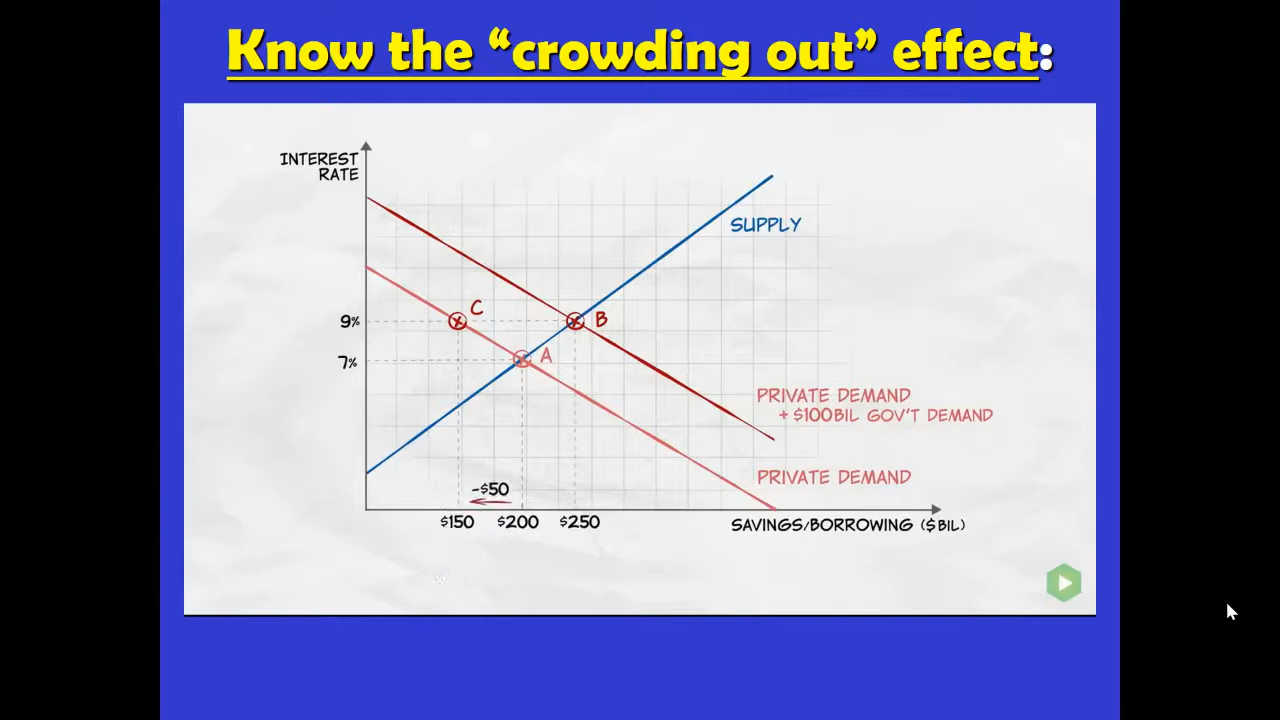 Know the “crowding out” effect:
INTEREST
RATE
SUPPLY
C
B
9%
A
7%
PRIVATE DEMAND
+ $100BIL GOV'T DEMAND
PRIVATE DEMAND
-$50
$150
$200
$250
SAVINGS/BORROWING ($BIL)